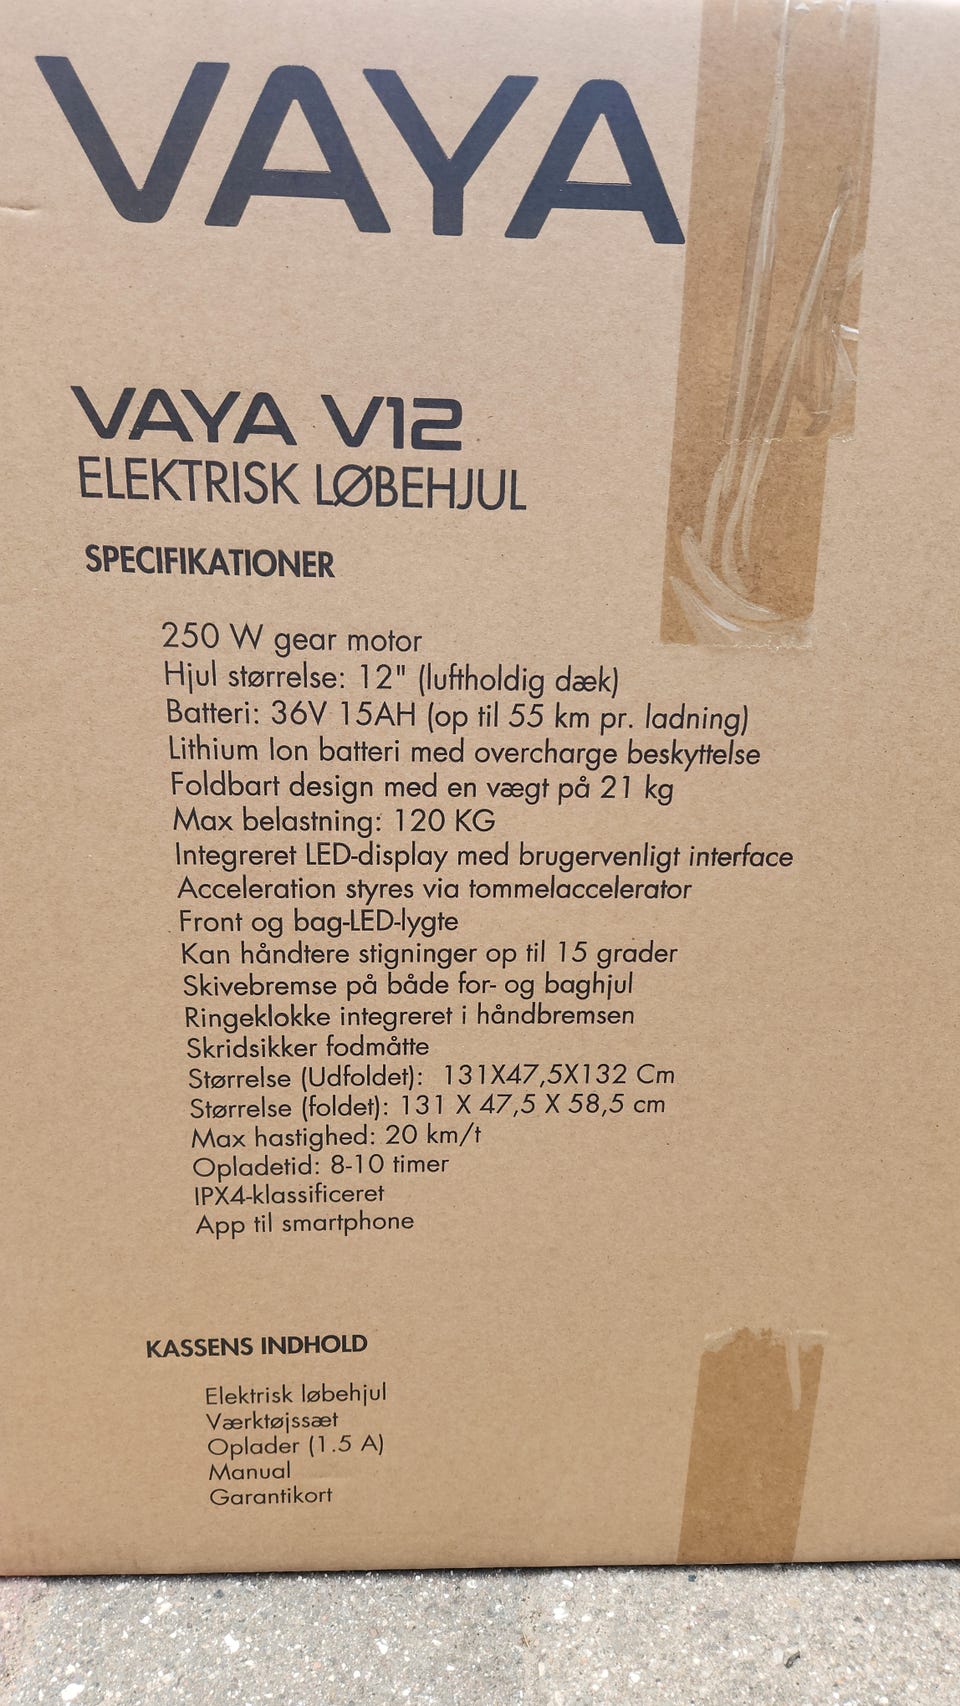 VAYA
VAYA V12
ELEKTRISK LØBEHJUL
SPECIFIKATIONER
250 W gear motor
Hjul størrelse: 12" (luftholdig dæk)
Batteri: 36V 15AH (op til 55 km pr. ladning)
Lithium Ion batteri med overcharge beskyttelse
Foldbart design med en vægt på 21 kg
Max belastning: 120 KG
Integreret LED-display med brugervenligt interface
Acceleration styres via tommelaccelerator
Front og bag-LED-lygte
Kan håndtere stigninger op til 15 grader
Skivebremse på både for- og baghjul
Ringeklokke integreret i håndbremsen
Skridsikker fodmåtte
Størrelse (Udfoldet): 131X47,5X132 Cm
Størrelse (foldet): 131 X 47,5 X 58,5 cm
Max hastighed: 20 km/t
Opladetid: 8-10 timer
IPX4-klassificeret
App til smartphone
KASSENS INDHOLD
Elektrisk løbehjul
Værktøjssæt
Oplader (1.5 A)
Manual
Garantikort